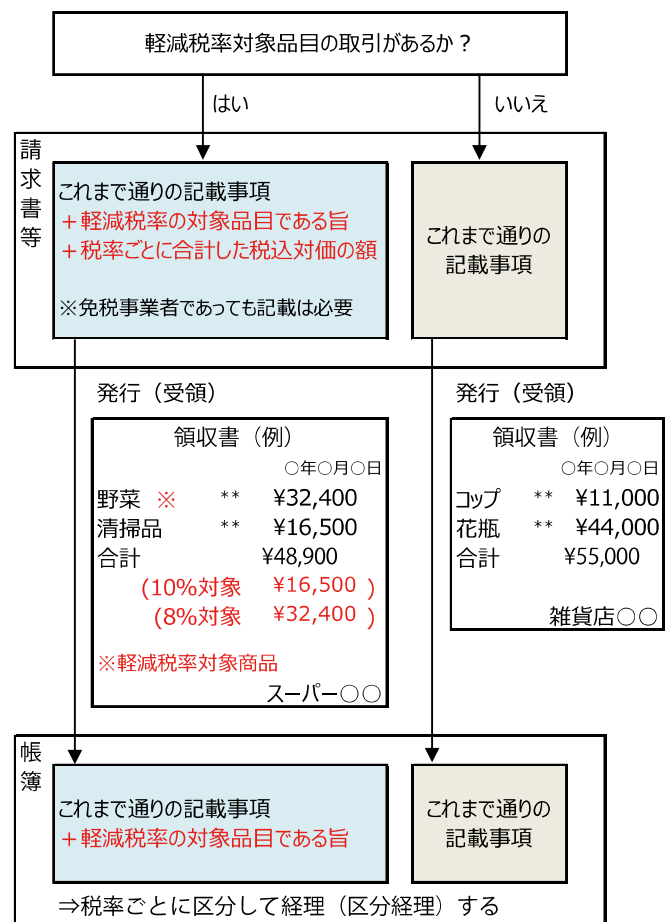 軽減税率対象品目の取引があるか？
はい
いいえ
請求書等
これまで通りの記載事項
＋軽減税率の対象品目である旨
＋税率ごとに合計した税込対価の額
※免税事業者であっても記載は必要
これまで通りの
記載事項
発行（受領）
領収書（例）
○年○月○日
野菜 ※ ** ¥32,400
清掃品 ** ¥16,500
合計 ¥48,900
(10%対象 ¥16,500 )
(8%対象 ¥32,400 )
※軽減税率対象商品
スーパー○○
発行（受領）
領収書（例）
○年○月○日
コップ ** ¥11,000
花瓶 ** ¥44,000
合計 ¥55,000
雑貨店○○
帳簿
これまで通りの記載事項
＋軽減税率の対象品目である旨
これまで通りの
記載事項
⇒税率ごとに区分して経理（区分経理）する